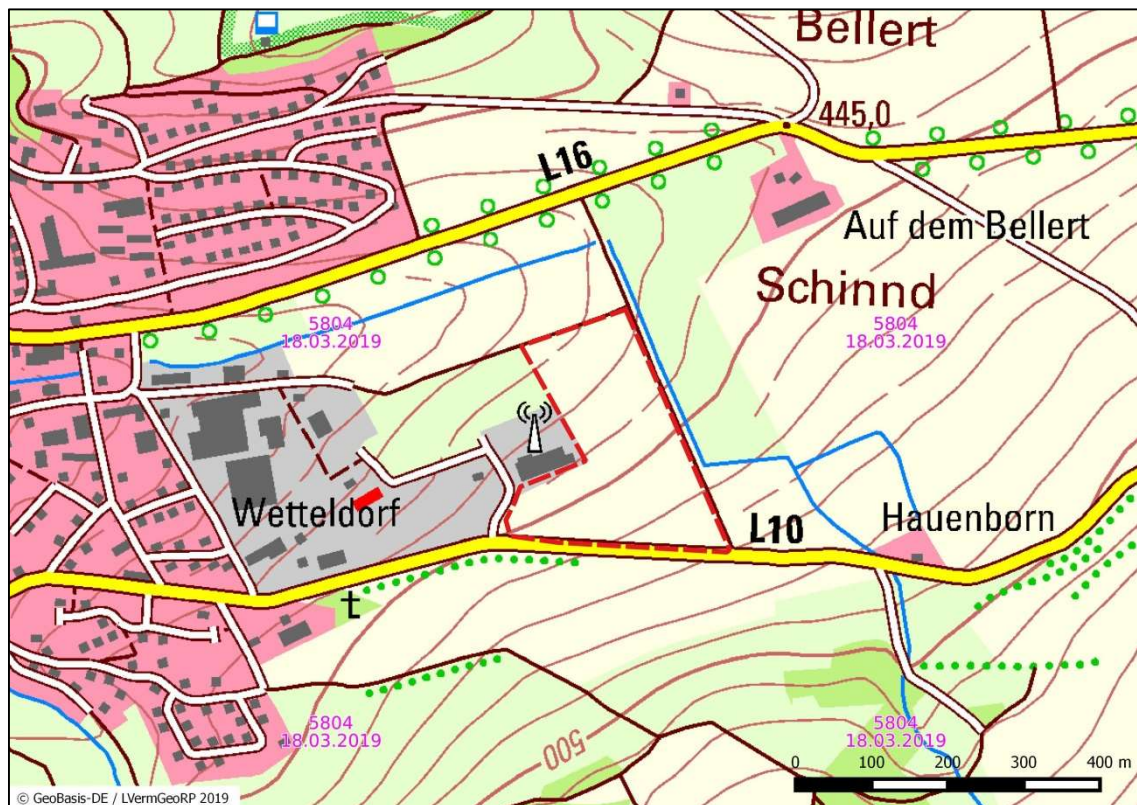 Bellert
445,0
L16
Auf dem Bellert
Schinnd
5804
18.03.2019
5804
18.03.2019
Wetteldorf
L10
Hauenborn
t
5804
18.03.2019
5804
18.03.2019
500
0 100 200 300 400 m
© GeoBasis-DE / LVermGeoRP 2019